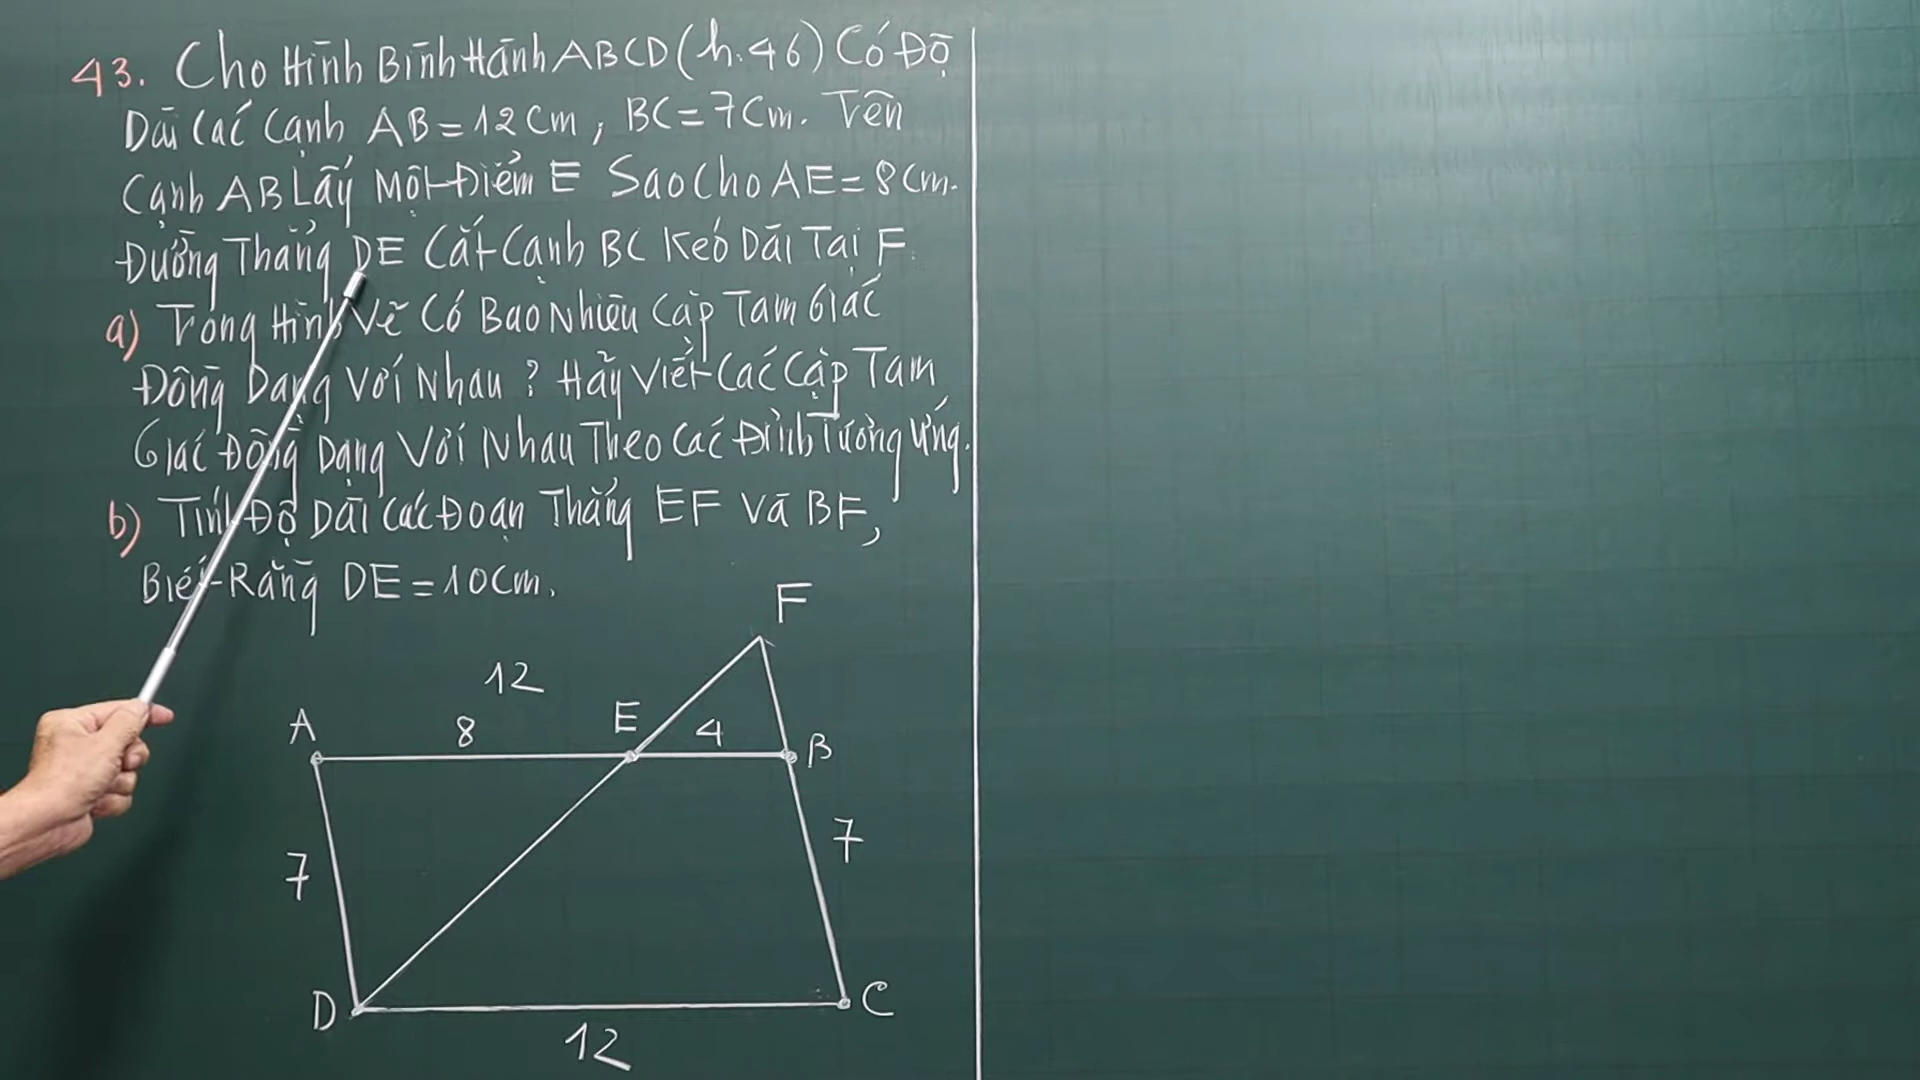 43. Cho Hình Bình Hành ABCD (h.46) Có Độ
Dài Các Cạnh AB = 12 Cm, BC = 7 Cm. Trên
Cạnh AB Lấy Một Điểm E Sao Cho AE = 8 Cm.
Đường Thẳng DE Cắt Cạnh BC Kéo Dài Tại F.
a) Trong Hình Vẽ Có Bao Nhiêu Cặp Tam Giác
Đồng Dạng Với Nhau ? Hãy Viết Các Cặp Tam
Giác Đồng Dạng Với Nhau Theo Các Đỉnh Tương Ứng.
b) Tính Độ Dài Các Đoạn Thẳng EF Và BF,
Biết Rằng DE = 10 Cm.
F
12
A 8 E 4 B
7 7
D C
12